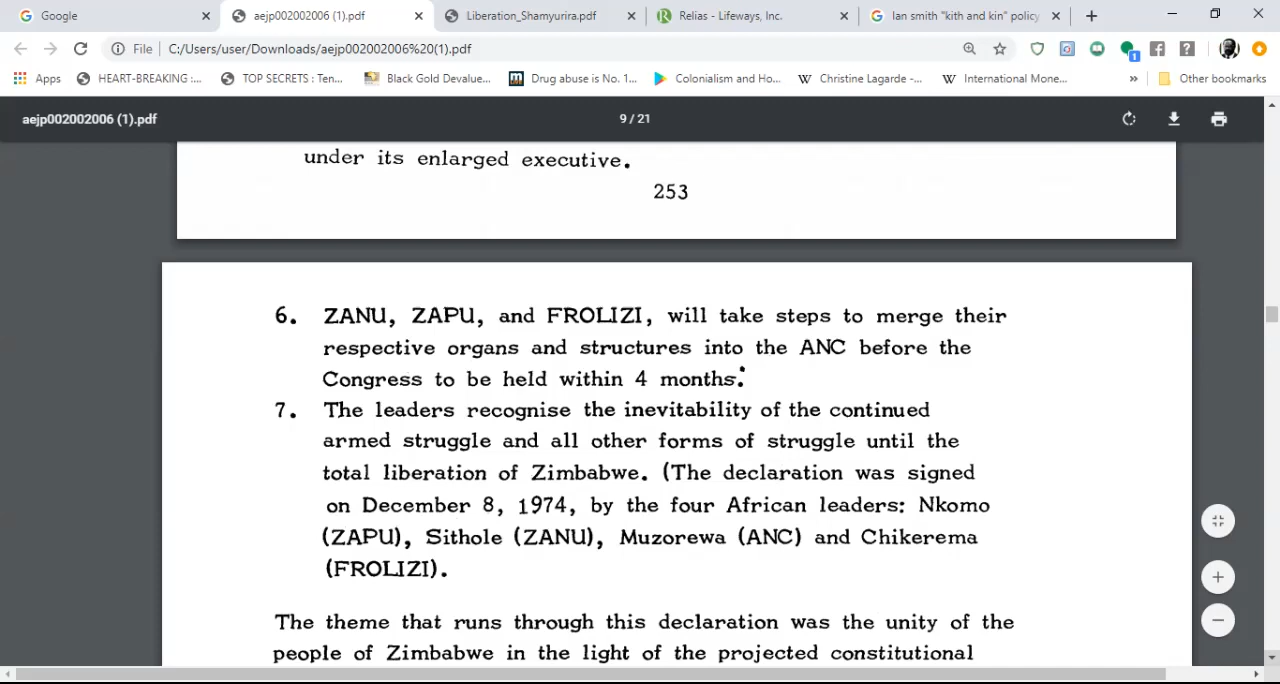 Google
aejp002002006 (1).pdf
Liberation_Shamyurira.pdf
Relias - Lifeways, Inc.
Ian smith "kith and kin" policy
File
C:/Users/user/Downloads/aejp002002006%20(1).pdf
1
Apps
HEART-BREAKING :...
TOP SECRETS : Ten...
Black Gold Devalue...
Drug abuse is No. 1...
Colonialism and Ho...
Christine Lagarde -...
International Mone...
»
Other bookmarks
aejp002002006 (1).pdf
9 / 21
under its enlarged executive.
253
6. ZANU, ZAPU, and FROLIZI, will take steps to merge their
respective organs and structures into the ANC before the
Congress to be held within 4 months:
7. The leaders recognise the inevitability of the continued
armed struggle and all other forms of struggle until the
total liberation of Zimbabwe. (The declaration was signed
on December 8, 1974, by the four African leaders: Nkomo
(ZAPU), Sithole (ZANU), Muzorewa (ANC) and Chikerema
(FROLIZI).
The theme that runs through this declaration was the unity of the
people of Zimbabwe in the light of the projected constitutional